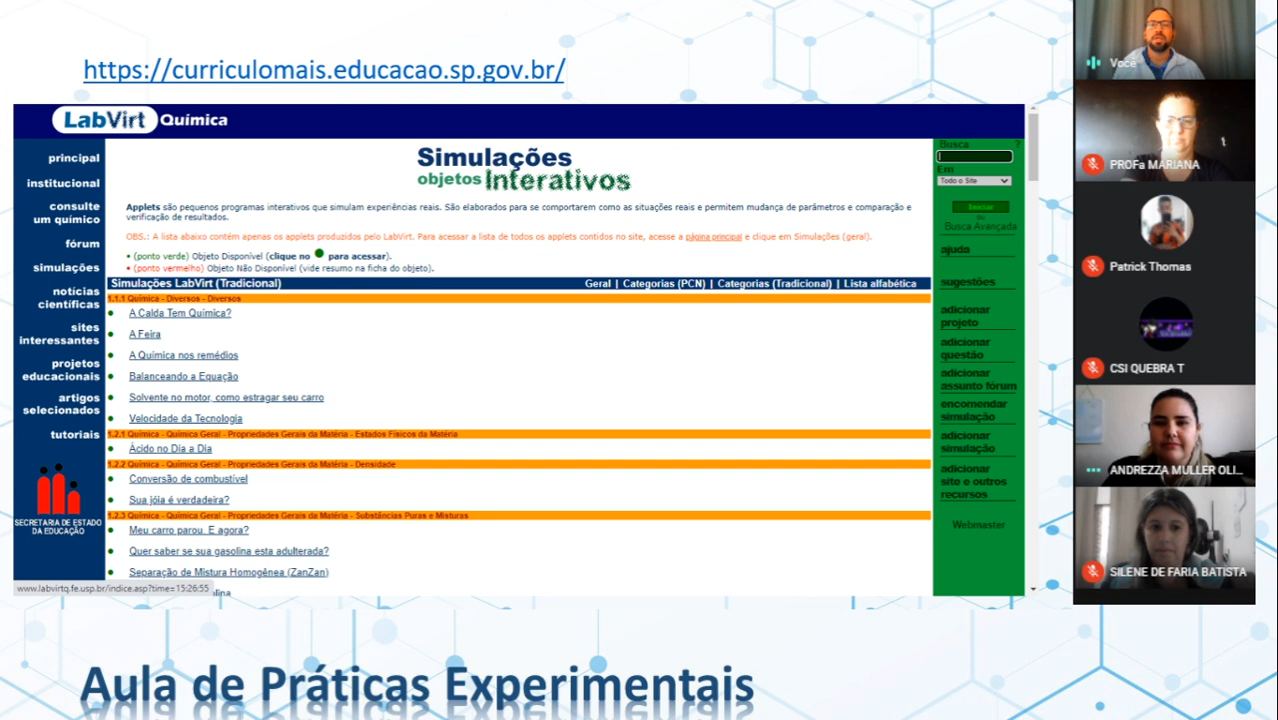 https://curriculomais.educacao.sp.gov.br/
LabVirt Química
principal
institucional
consulte
um químico
fórum
simulações
notícias
científicas
sites
interessantes
projetos
educacionais
artigos
selecionados
tutoriais
SECRETARIA DE ESTADO
DA EDUCAÇÃO
www.labvirtq.fe.usp.br/indice.asp?time=15:26:55
Simulações
objetos Interativos
Applets são pequenos programas interativos que simulam experiências reais. São elaborados para se comportarem como as situações reais e permitem mudança de parâmetros e comparação e
verificação de resultados.
OBS.: A lista abaixo contém apenas os applets produzidos pelo LabVirt. Para acessar a lista de todos os applets contidos no site, acesse a página principal e clique em Simulações (geral).
• (ponto verde) Objeto Disponível (clique no ● para acessar).
• (ponto vermelho) Objeto Não Disponível (vide resumo na ficha do objeto).
Simulações LabVirt (Tradicional) Geral | Categorias (PCN) | Categorias (Tradicional) | Lista alfabética
1.1.1 Química - Diversos - Diversos
A Calda Tem Química?
A Feira
A Química nos remédios
Balanceando a Equação
Solvente no motor, como estragar seu carro
Velocidade da Tecnologia
1.2.1 Química - Química Geral - Propriedades Gerais da Matéria - Estados Físicos da Matéria
Ácido no Dia a Dia
1.2.2 Química - Química Geral - Propriedades Gerais da Matéria - Densidade
Conversão de combustível
Sua jóia é verdadeira?
1.2.3 Química - Química Geral - Propriedades Gerais da Matéria - Substâncias Puras e Misturas
Meu carro parou. E agora?
Quer saber se sua gasolina esta adulterada?
Separação de Mistura Homogênea (ZanZan)
Busca ?
Em
Todo o Site
Iniciar
ou
Busca Avançada
ajuda
sugestões
adicionar
projeto
adicionar
questão
adicionar
assunto fórum
encomendar
simulação
adicionar
simulação
adicionar
site e outros
recursos
Webmaster
Você
PROFa MARIANA
Patrick Thomas
CSI QUEBRA T
ANDREZZA MULLER OLI...
SILENE DE FARIA BATISTA
Aula de Práticas Experimentais